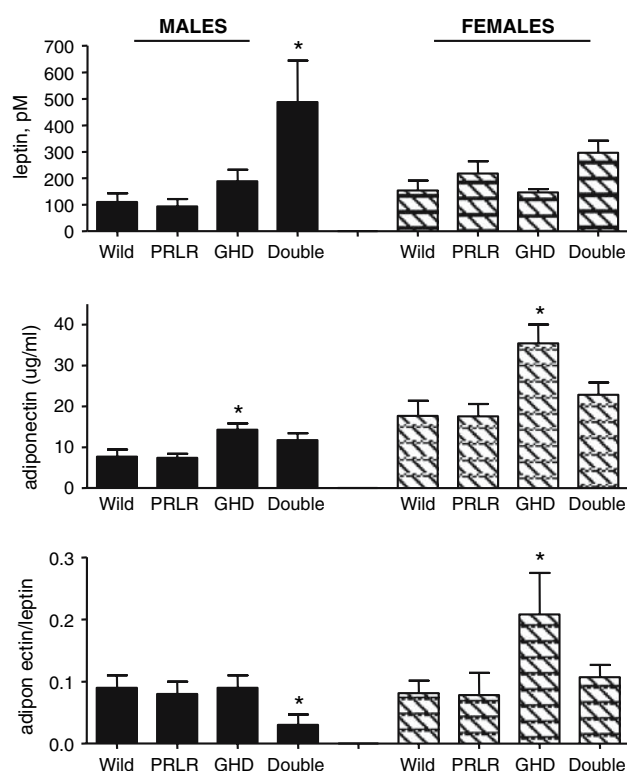 MALES FEMALES
*
700
600
500
400
300
200
100
0
leptin, pM
Wild PRLR GHD Double Wild PRLR GHD Double
* *
40
30
20
10
0
adiponectin (ug/ml)
Wild PRLR GHD Double Wild PRLR GHD Double
* *
0.3
0.2
0.1
0.0
adipon ectin/leptin
Wild PRLR GHD Double Wild PRLR GHD Double